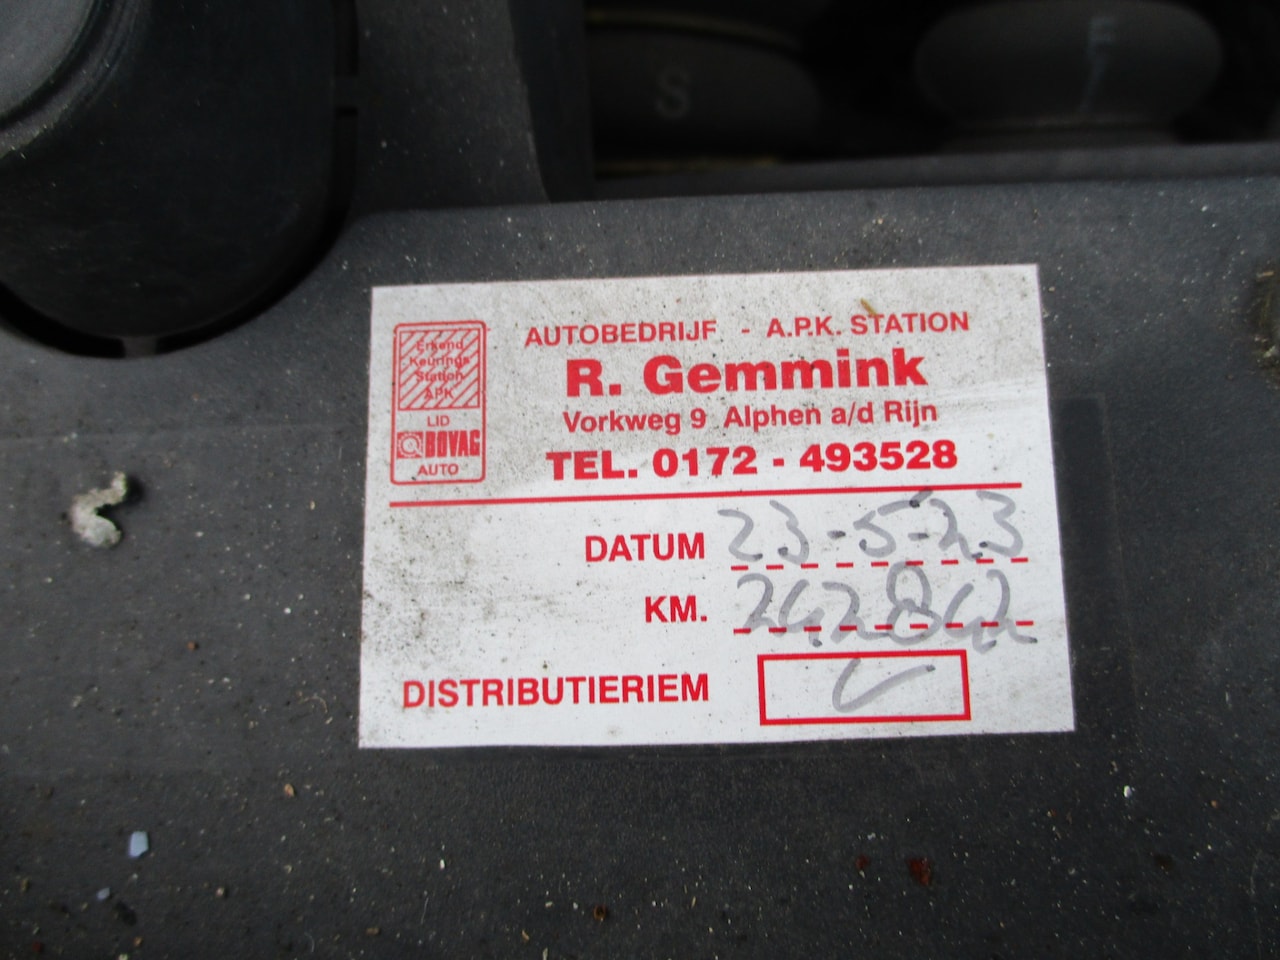 S
AUTOBEDRIJF - A.P.K. STATION
R. Gemmink
Vorkweg 9 Alphen a/d Rijn
TEL. 0172 - 493528
Erkend
Keurings
Station
APK
LID
BOVAG
AUTO
DATUM 23-5-23
KM. 242842
DISTRIBUTIERIEM